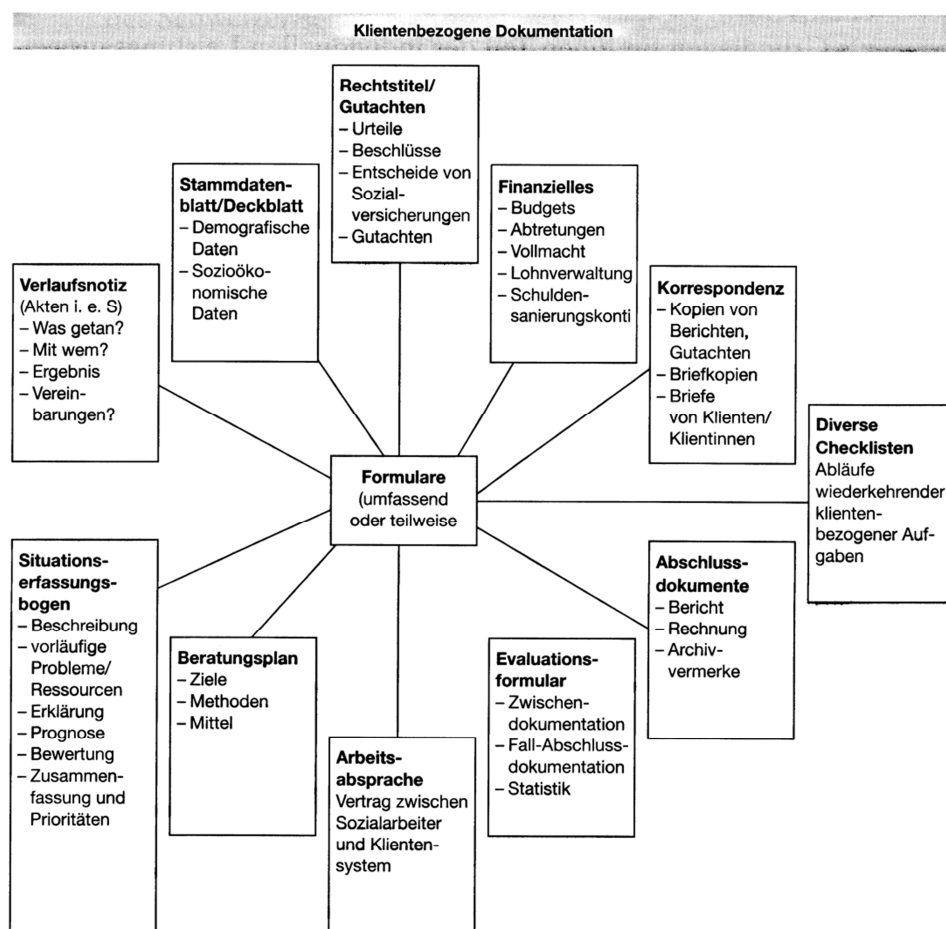 Klientenbezogene Dokumentation
Rechtstitel/
Gutachten
– Urteile
– Beschlüsse
– Entscheide von
Sozial-
versicherungen
– Gutachten
Stammdaten-
blatt/Deckblatt
– Demografische
Daten
– Sozioöko-
nomische
Daten
Finanzielles
– Budgets
– Abtretungen
– Vollmacht
– Lohnverwaltung
– Schulden-
sanierungskonti
Verlaufsnotiz
(Akten i. e. S)
– Was getan?
– Mit wem?
– Ergebnis
– Verein-
barungen?
Korrespondenz
– Kopien von
Berichten,
Gutachten
– Briefkopien
– Briefe
von Klienten/
Klientinnen
Diverse
Checklisten
Abläufe
wiederkehrender
klienten-
bezogener Auf-
gaben
Formulare
(umfassend
oder teilweise
Situations-
erfassungs-
bogen
– Beschreibung
– vorläufige
Probleme/
Ressourcen
– Erklärung
– Prognose
– Bewertung
– Zusammen-
fassung und
Prioritäten
Beratungsplan
– Ziele
– Methoden
– Mittel
Arbeits-
absprache
Vertrag zwischen
Sozialarbeiter
und Klienten-
system
Evaluations-
formular
– Zwischen-
dokumentation
– Fall-Abschluss-
dokumentation
– Statistik
Abschluss-
dokumente
– Bericht
– Rechnung
– Archiv-
vermerke